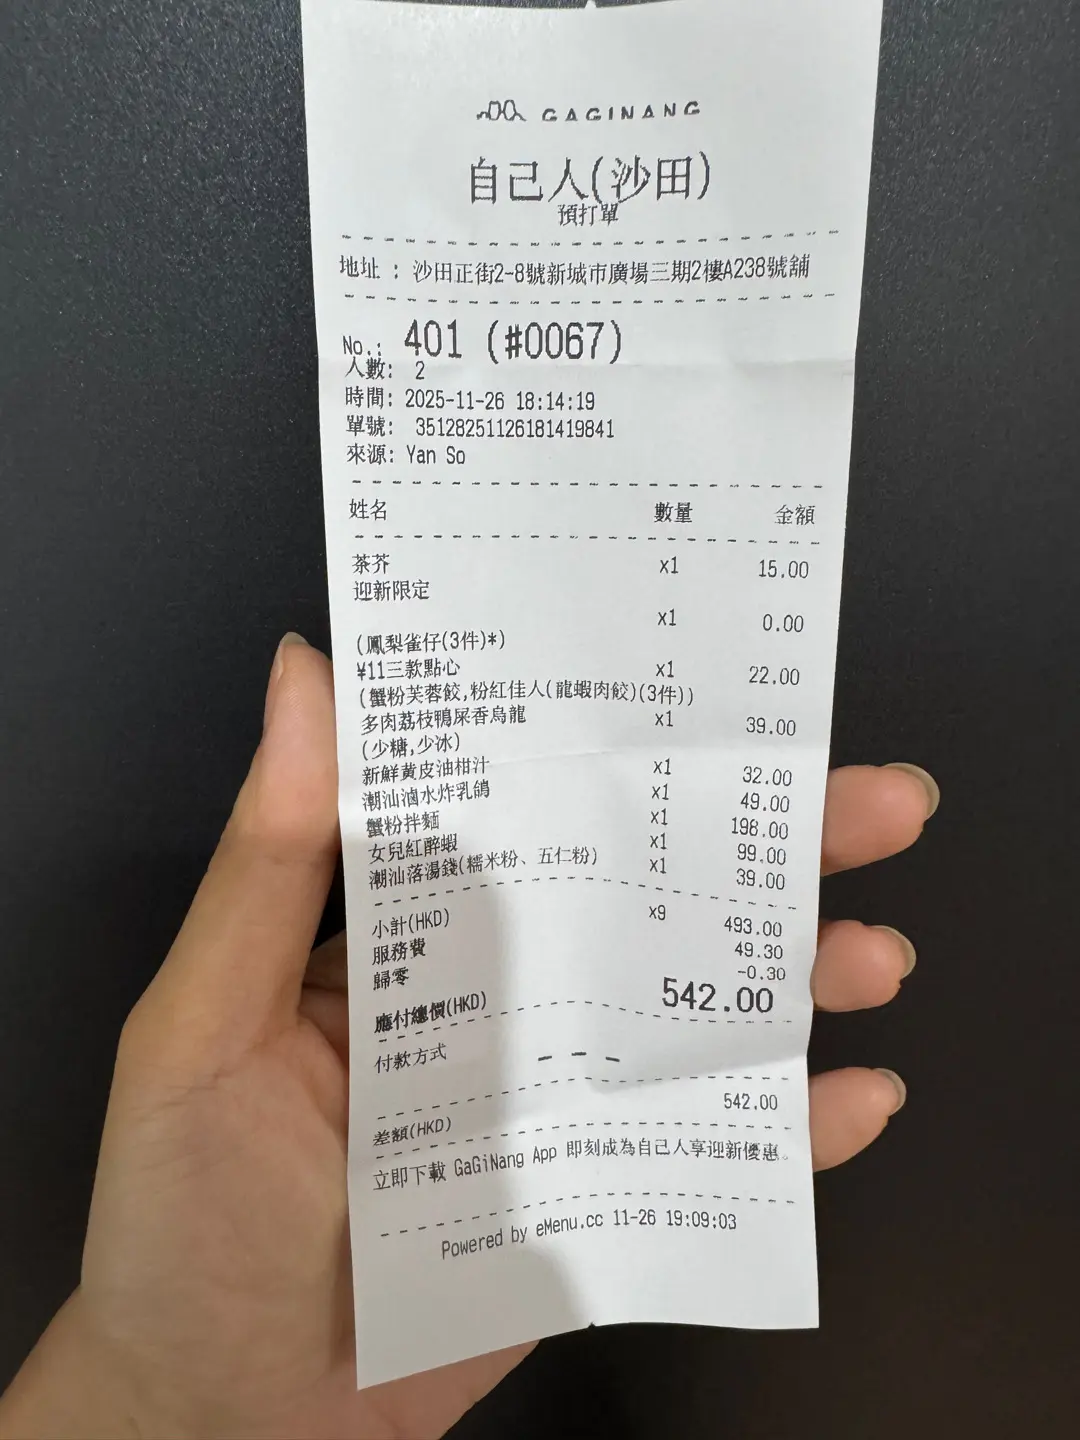 GAGINANG
自己人(沙田)
預打單
地址 : 沙田正街2-8號新城市廣場三期2樓A238號舖
No.: 401 (#0067)
人數: 2
時間: 2025-11-26 18:14:19
單號: 35128251126181419841
來源: Yan So
姓名 數量 金額
茶芥 x1 15.00
迎新限定
x1 0.00
(鳳梨雀仔(3件)*)
¥11三款點心 x1 22.00
(蟹粉芙蓉餃,粉紅佳人(龍蝦肉餃)(3件))
多肉荔枝鴨屎香烏龍 x1 39.00
(少糖,少冰)
新鮮黃皮油柑汁 x1 32.00
潮汕滷水炸乳鴿 x1 49.00
蟹粉拌麵 x1 198.00
女兒紅醉蝦 x1 99.00
潮汕落湯錢(糯米粉、五仁粉) x1 39.00
小計(HKD) x9 493.00
服務費 49.30
歸零 -0.30
應付總價(HKD) 542.00
付款方式 ---
差額(HKD) 542.00
立即下載 GaGiNang App 即刻成為自己人享迎新優惠。
Powered by eMenu.cc 11-26 19:09:03